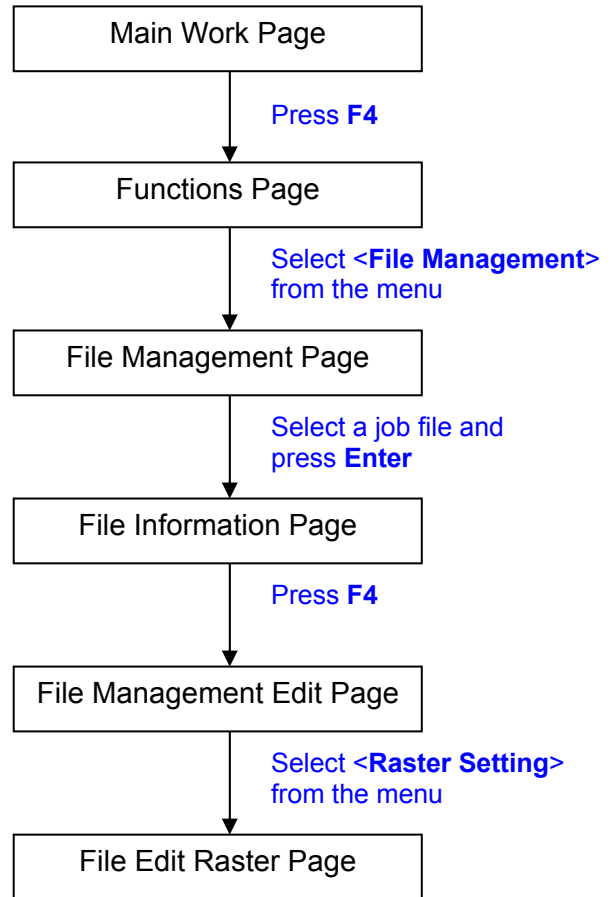 Main Work Page
Press F4
Functions Page
Select <File Management>
from the menu
File Management Page
Select a job file and
press Enter
File Information Page
Press F4
File Management Edit Page
Select <Raster Setting>
from the menu
File Edit Raster Page